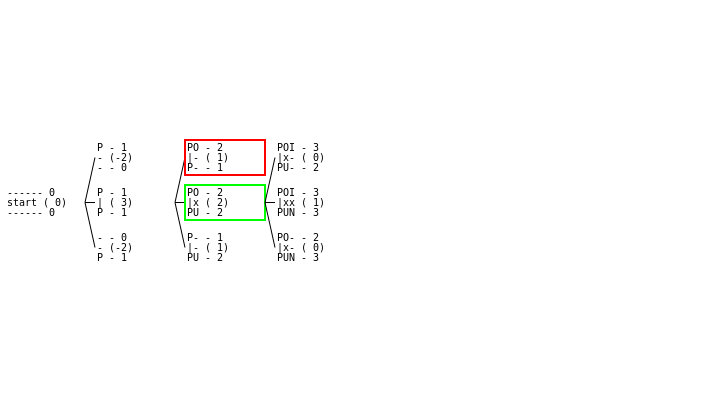 P - 1
- (-2)
- - 0
PO - 2
|- ( 1)
P- - 1
POI - 3
|x- ( 0)
PU- - 2
------ 0
start ( 0)
------ 0
P - 1
| ( 3)
P - 1
PO - 2
|x ( 2)
PU - 2
POI - 3
|xx ( 1)
PUN - 3
- - 0
- (-2)
P - 1
P- - 1
|- ( 1)
PU - 2
PO- - 2
|x- ( 0)
PUN - 3